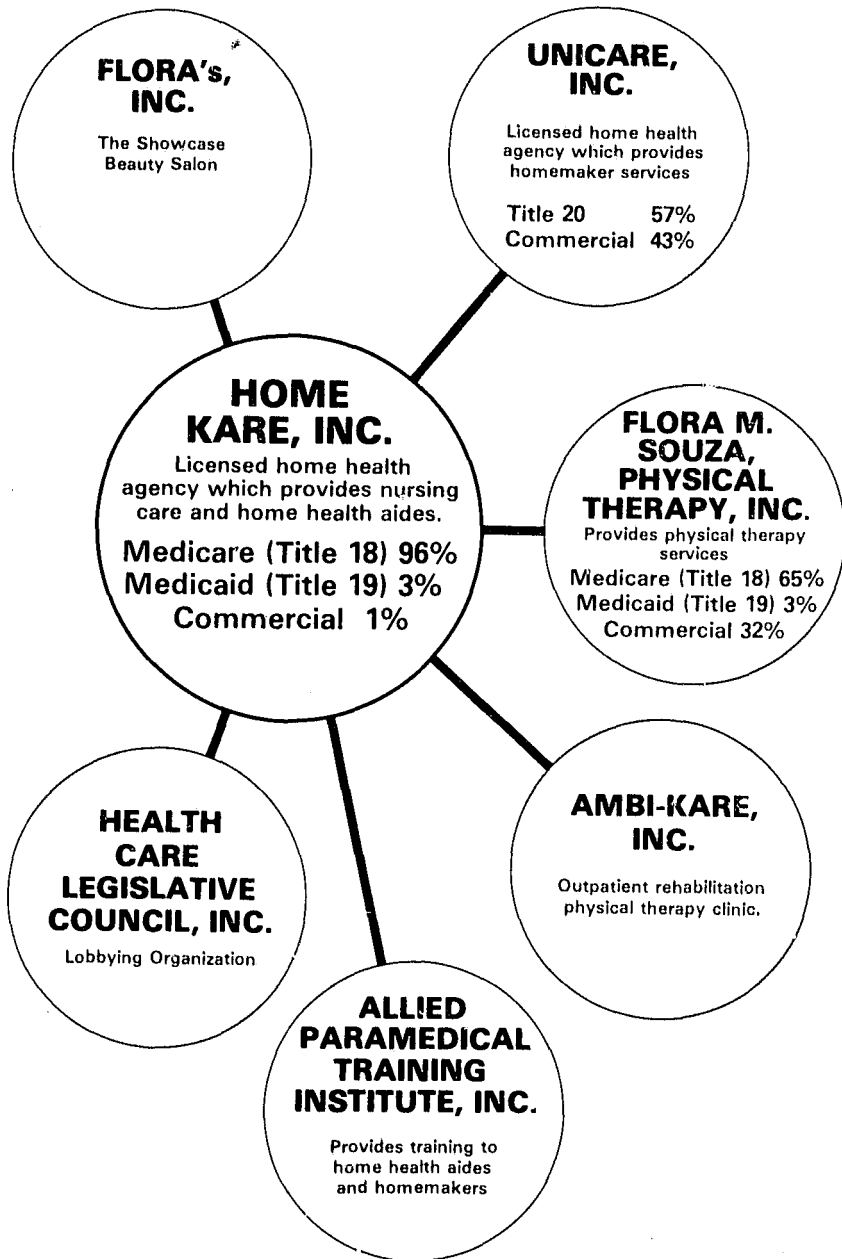 FLORA's,
INC.
The Showcase
Beauty Salon
UNICARE,
INC.
Licensed home health
agency which provides
homemaker services
Title 20 57%
Commercial 43%
HOME
KARE, INC.
Licensed home health
agency which provides nursing
care and home health aides.
Medicare (Title 18) 96%
Medicaid (Title 19) 3%
Commercial 1%
FLORA M.
SOUZA,
PHYSICAL
THERAPY, INC.
Provides physical therapy
services
Medicare (Title 18) 65%
Medicaid (Title 19) 3%
Commercial 32%
HEALTH
CARE
LEGISLATIVE
COUNCIL, INC.
Lobbying Organization
AMBI-KARE,
INC.
Outpatient rehabilitation
physical therapy clinic.
ALLIED
PARAMEDICAL
TRAINING
INSTITUTE, INC.
Provides training to
home health aides
and homemakers